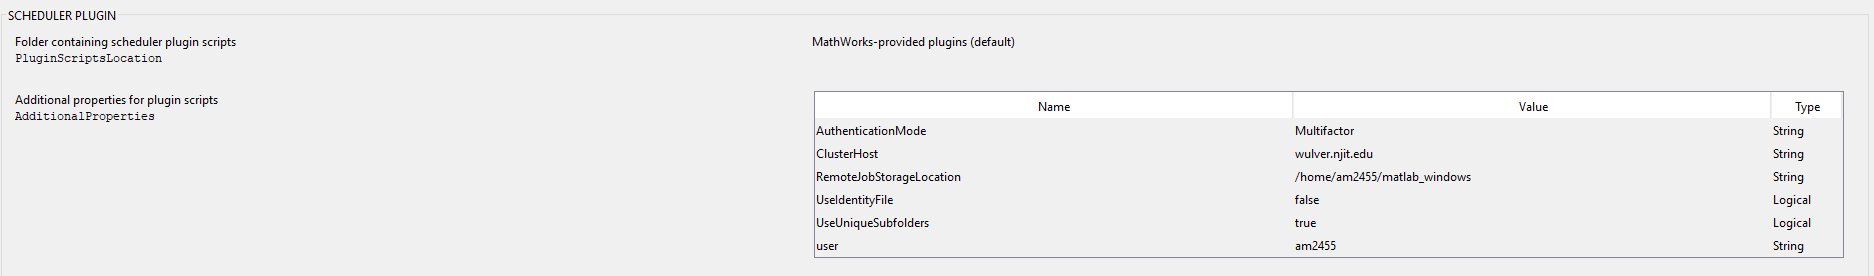 SCHEDULER PLUGIN
Folder containing scheduler plugin scripts
PluginScriptsLocation
MathWorks-provided plugins (default)
Additional properties for plugin scripts
AdditionalProperties
Name Value Type
AuthenticationMode Multifactor String
ClusterHost wulver.njit.edu String
RemoteJobStorageLocation /home/am2455/matlab_windows String
UseIdentityFile false Logical
UseUniqueSubfolders true Logical
user am2455 String